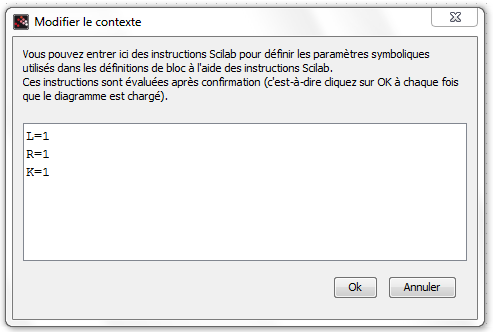 Modifier le contexte
Vous pouvez entrer ici des instructions Scilab pour définir les paramètres symboliques
utilisés dans les définitions de bloc à l'aide des instructions Scilab.
Ces instructions sont évaluées après confirmation (c'est-à-dire cliquez sur OK à chaque fois
que le diagramme est chargé).
L=1
R=1
K=1
Ok Annuler